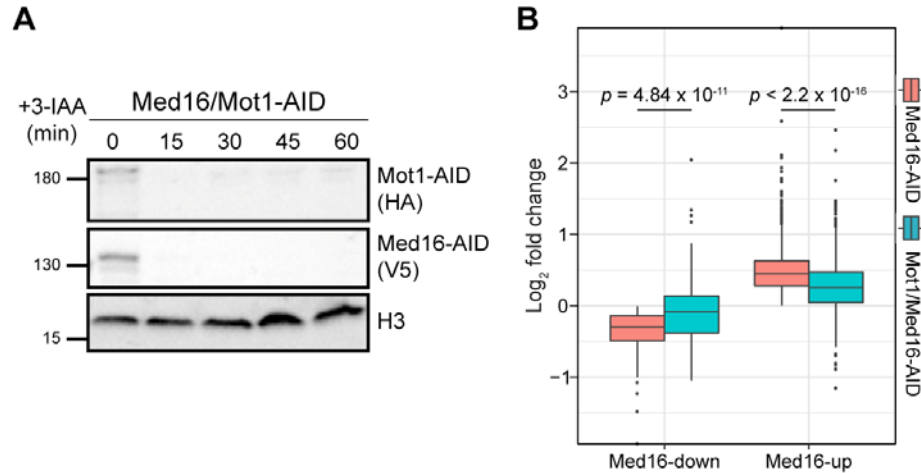 A
+3-IAA
(min)
Med16/Mot1-AID
0 15 30 45 60
180
Mot1-AID
(HA)
130
Med16-AID
(V5)
15
H3
B
Log₂ fold change
3
2
1
0
−1
p = 4.84 x 10⁻¹¹
p < 2.2 x 10⁻¹⁶
Med16-down
Med16-up
Med16-AID
Mot1/Med16-AID